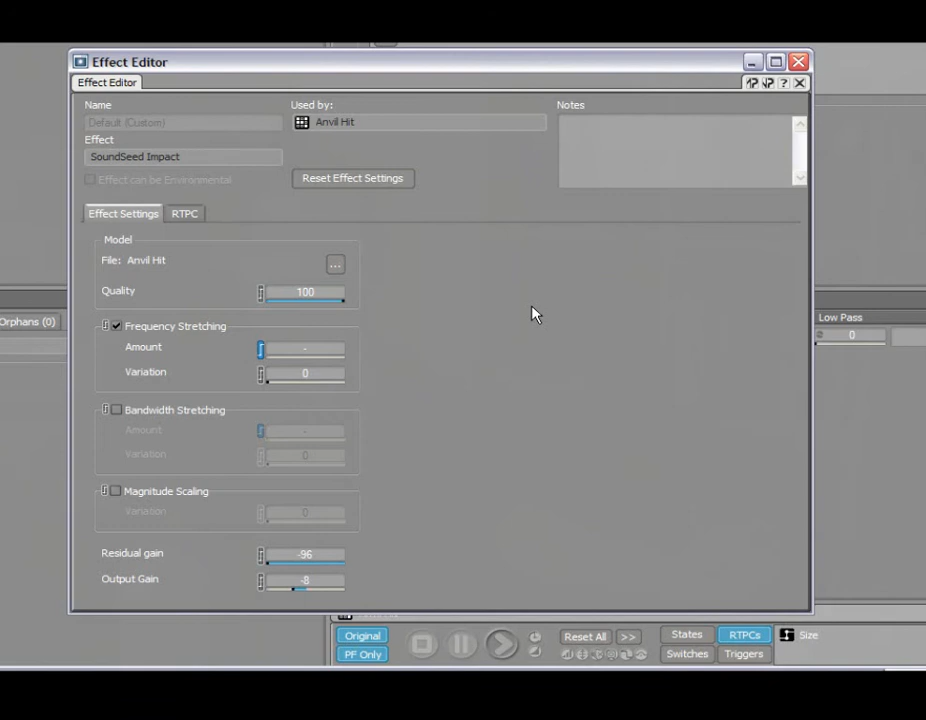 Effect Editor
Effect Editor
Name
Used by:
Notes
Default (Custom)
Anvil Hit
Effect
SoundSeed Impact
Effect can be Environmental
Reset Effect Settings
Effect Settings
RTPC
Model
File: Anvil Hit
...
Quality
100
Orphans (0)
Low Pass
0
Frequency Stretching
Amount
-
Variation
0
Bandwidth Stretching
Amount
-
Variation
0
Magnitude Scaling
Variation
0
Residual gain
-96
Output Gain
-8
Original
Reset All
>>
States
RTPCs
Size
PF Only
Switches
Triggers